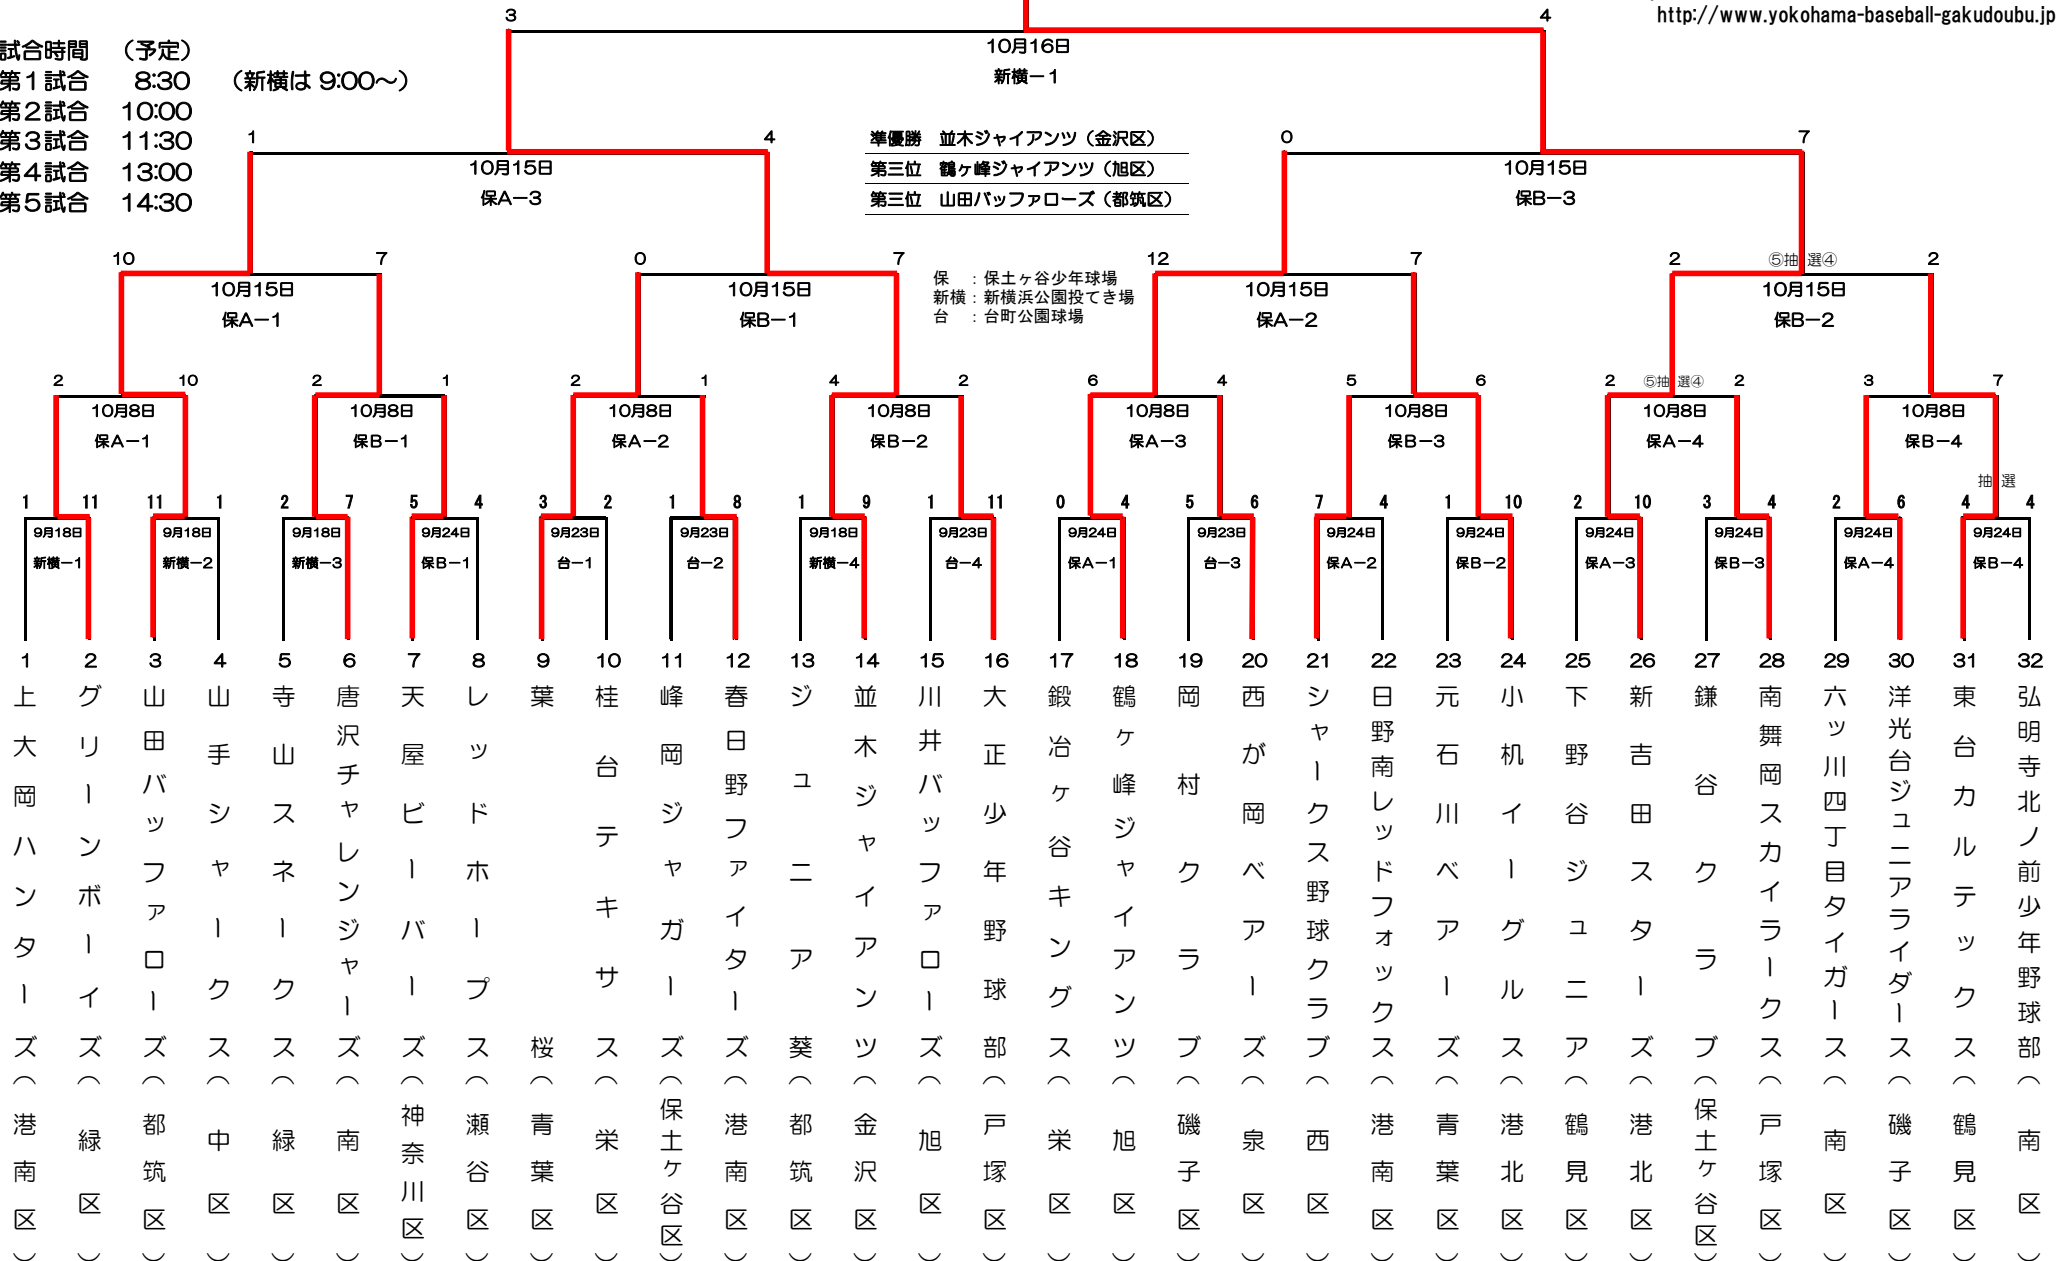 http://www.yokohama-baseball-gakudoubu.jp
3
4
10月16日
新横－1
試合時間　（予定）
第1試合　8:30　（新横は 9:00～）
第2試合　10:00
第3試合　11:30
第4試合　13:00
第5試合　14:30
1
4
10月15日
保A－3
準優勝　並木ジャイアンツ（金沢区）
第三位　鶴ヶ峰ジャイアンツ（旭区）
第三位　山田バッファローズ（都筑区）
0
7
10月15日
保B－3
10
7
10月15日
保A－1
0
7
10月15日
保B－1
保　：保土ヶ谷少年球場
新横：新横浜公園投てき場
台　：台町公園球場
12
7
10月15日
保A－2
2
⑤抽選④
2
10月15日
保B－2
2
10
10月8日
保A－1
2
1
10月8日
保B－1
2
1
10月8日
保A－2
4
2
10月8日
保B－2
6
4
10月8日
保A－3
5
6
10月8日
保B－3
2
⑤抽選④
2
10月8日
保A－4
3
7
10月8日
保B－4
1
11
9月18日
新横－1
11
1
9月18日
新横－2
2
7
9月18日
新横－3
5
4
9月24日
保B－1
3
2
9月23日
台－1
1
8
9月23日
台－2
1
9
9月18日
新横－4
1
11
9月23日
台－4
0
4
9月24日
保A－1
5
6
9月23日
台－3
7
4
9月24日
保A－2
1
10
9月24日
保B－2
2
10
9月24日
保A－3
3
4
9月24日
保B－3
2
6
9月24日
保A－4
抽選
4
4
9月24日
保B－4
1 上大岡ハンターズ（港南区）
2 グリーンボーイズ（緑区）
3 山田バッファローズ（都筑区）
4 山手シャークス（中区）
5 寺山スネークス（緑区）
6 唐沢チャレンジャーズ（南区）
7 天屋ビーバーズ（神奈川区）
8 レッドホープス（瀬谷区）
9 葉桜（青葉区）
10 桂台テキサス（栄区）
11 峰岡ジャガーズ（保土ケ谷区）
12 春日野ファイターズ（港南区）
13 ジュニア葵（都筑区）
14 並木ジャイアンツ（金沢区）
15 川井バッファローズ（旭区）
16 大正少年野球部（戸塚区）
17 鍛冶ケ谷キングス（栄区）
18 鶴ケ峰ジャイアンツ（旭区）
19 岡村クラブ（磯子区）
20 西が岡ベアーズ（泉区）
21 シャークス野球クラブ（西区）
22 日野南レッドフォックス（港南区）
23 元石川ベアーズ（青葉区）
24 小机イーグルス（港北区）
25 下野谷ジュニア（鶴見区）
26 新吉田スターズ（港北区）
27 鎌谷クラブ（保土ケ谷区）
28 南舞岡スカイラークス（戸塚区）
29 六ッ川四丁目タイガース（南区）
30 洋光台ジュニアライダース（磯子区）
31 東台カルテックス（鶴見区）
32 弘明寺北ノ前少年野球部（南区）